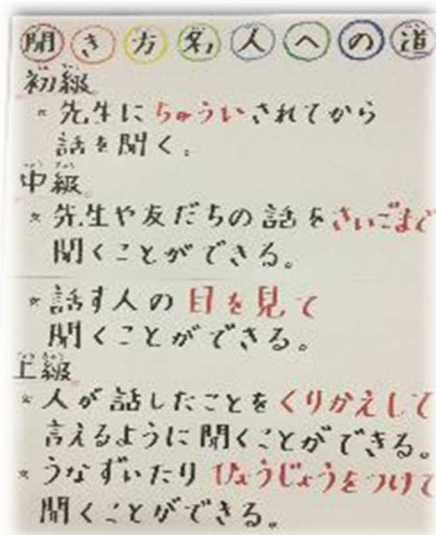 聞き方名人への道
初級
* 先生にちゅういされてから
話を聞く。
中級
* 先生や友だちの話をさいごまで
聞くことができる。
* 話す人の目を見て
聞くことができる。
上級
* 人が話したことをくりかえして
言えるように聞くことができる。
* うなずいたりひょうじょうをつけて
聞くことができる。